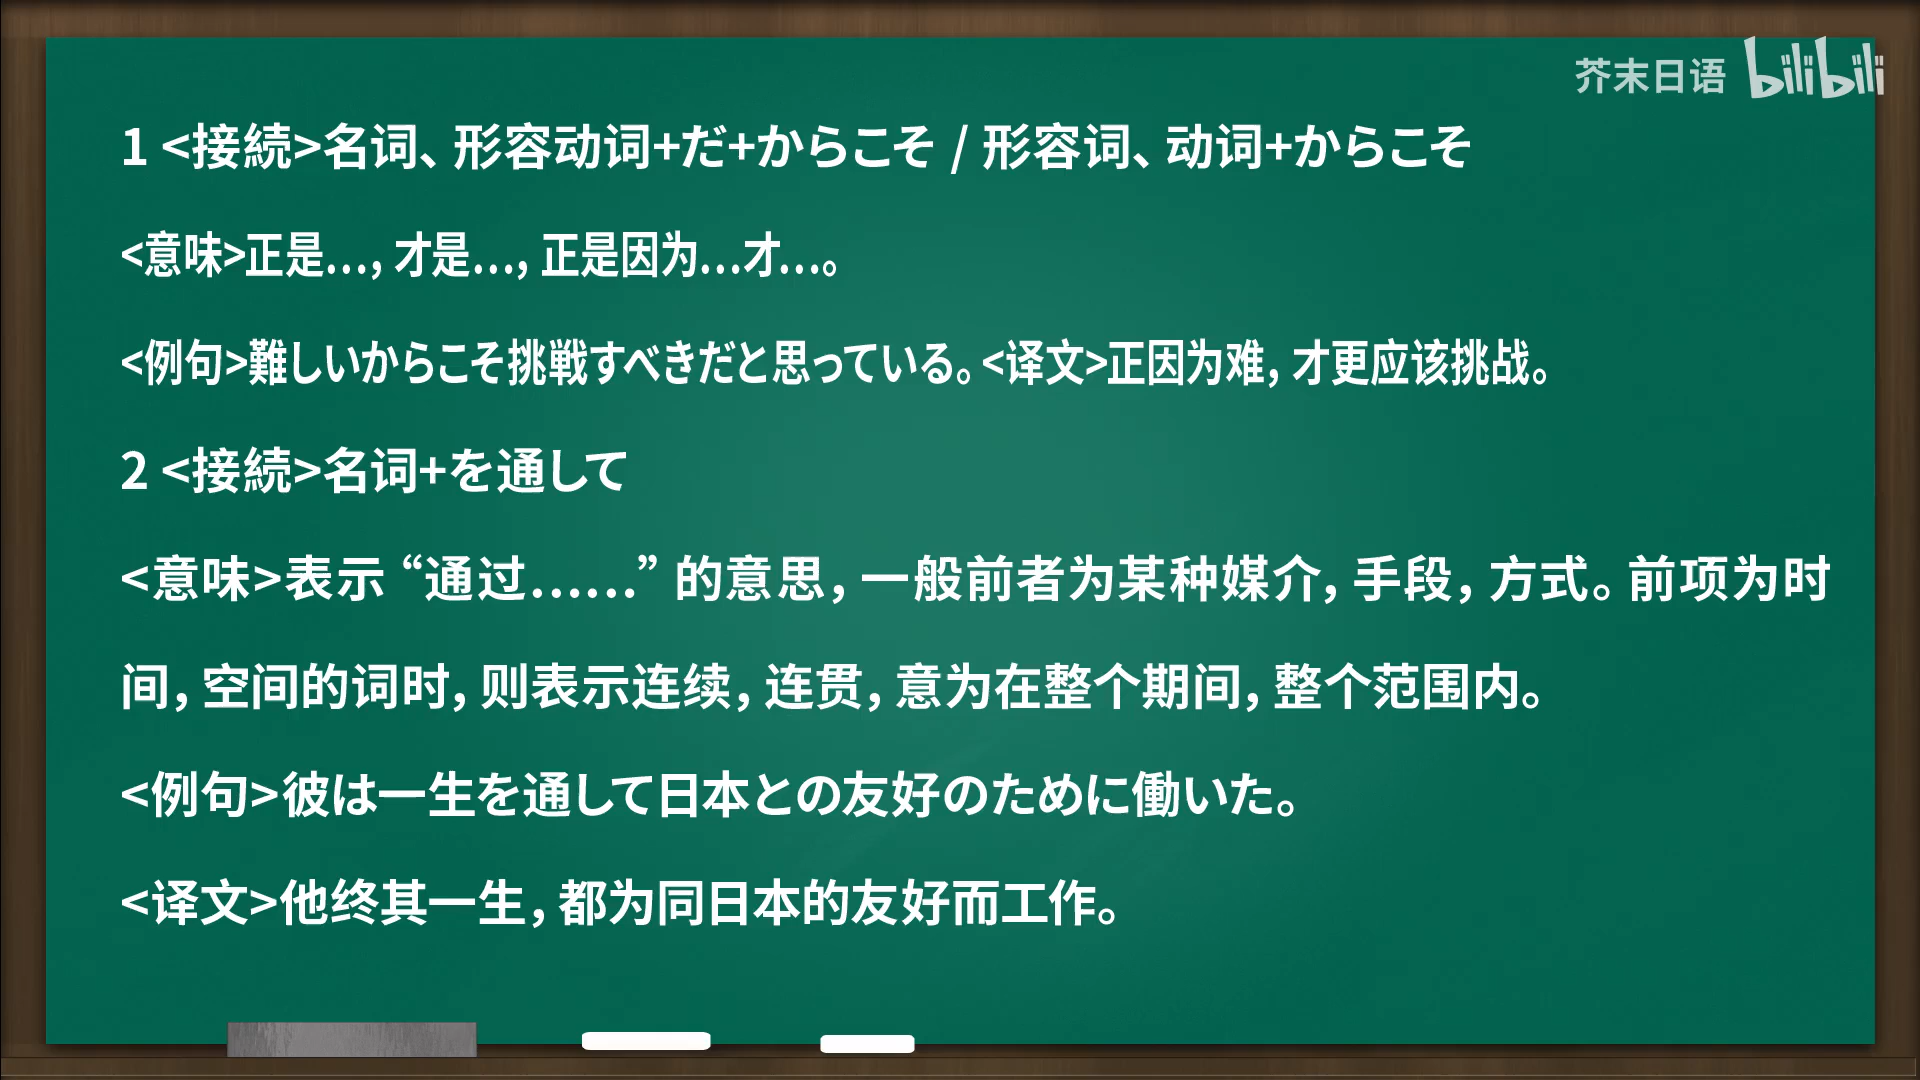 芥末日语 bilibili
1 <接続>名词、形容动词+だ+からこそ / 形容词、动词+からこそ
<意味>正是…, 才是…, 正是因为…才…。
<例句>難しいからこそ挑戦すべきだと思っている。<译文>正因为难, 才更应该挑战。
2 <接続>名词+を通して
<意味>表示“通过……”的意思, 一般前者为某种媒介, 手段, 方式。前项为时
间, 空间的词时, 则表示连续, 连贯, 意为在整个期间, 整个范围内。
<例句>彼は一生を通して日本との友好のために働いた。
<译文>他终其一生, 都为同日本的友好而工作。